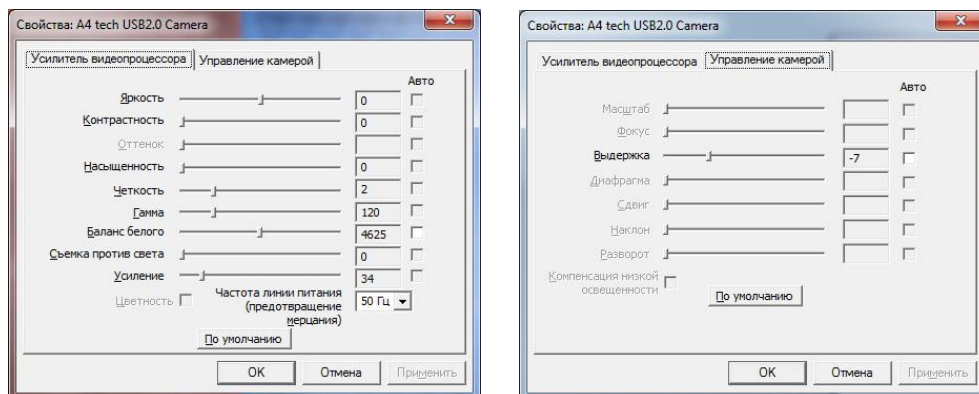 Свойства: A4 tech USB2.0 Camera
Усилитель видеопроцессора
Управление камерой
Авто
Яркость 0
Контрастность 0
Оттенок
Насыщенность 0
Четкость 2
Гамма 120
Баланс белого 4625
Съемка против света 0
Усиление 34
Цветность
Частота линии питания
(предотвращение
мерцания)
50 Гц
По умолчанию
OK
Отмена
Применить
Свойства: A4 tech USB2.0 Camera
Усилитель видеопроцессора
Управление камерой
Авто
Масштаб
Фокус
Выдержка -7
Диафрагма
Сдвиг
Наклон
Разворот
Компенсация низкой
освещенности
По умолчанию
OK
Отмена
Применить